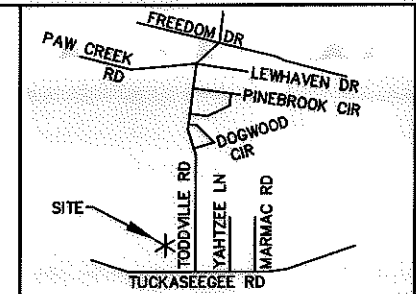 FREEDOM DR
PAW CREEK
RD
LEWHAVEN DR
PINEBROOK CIR
DOGWOOD
CIR
SITE
TODDVILLE RD
YAHTZEE LN
MARMAC RD
TUCKASEEGEE RD